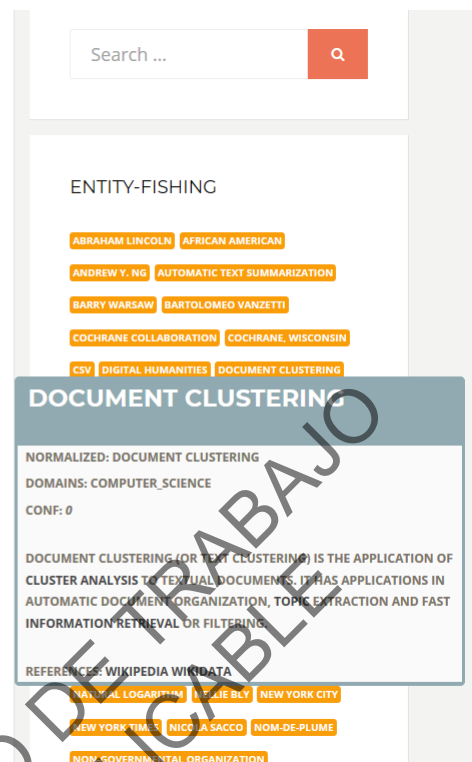 Search ...
ENTITY-FISHING
ABRAHAM LINCOLN AFRICAN AMERICAN
ANDREW Y. NG AUTOMATIC TEXT SUMMARIZATION
BARRY WARSAW BARTOLOMEO VANZETTI
COCHRANE COLLABORATION COCHRANE, WISCONSIN
CSV DIGITAL HUMANITIES DOCUMENT CLUSTERING
DOCUMENT CLUSTERING
NORMALIZED: DOCUMENT CLUSTERING
DOMAINS: COMPUTER_SCIENCE
CONF: 0
DOCUMENT CLUSTERING (OR TEXT CLUSTERING) IS THE APPLICATION OF
CLUSTER ANALYSIS TO TEXTUAL DOCUMENTS. IT HAS APPLICATIONS IN
AUTOMATIC DOCUMENT ORGANIZATION, TOPIC EXTRACTION AND FAST
INFORMATION RETRIEVAL OR FILTERING.
REFERENCES: WIKIPEDIA WIKIDATA
NATURAL LOGARITHM NELLIE BLY NEW YORK CITY
NEW YORK TIMES NICOLA SACCO NOM-DE-PLUME
NON-GOVERNMENTAL ORGANIZATION
DE TRABAJO